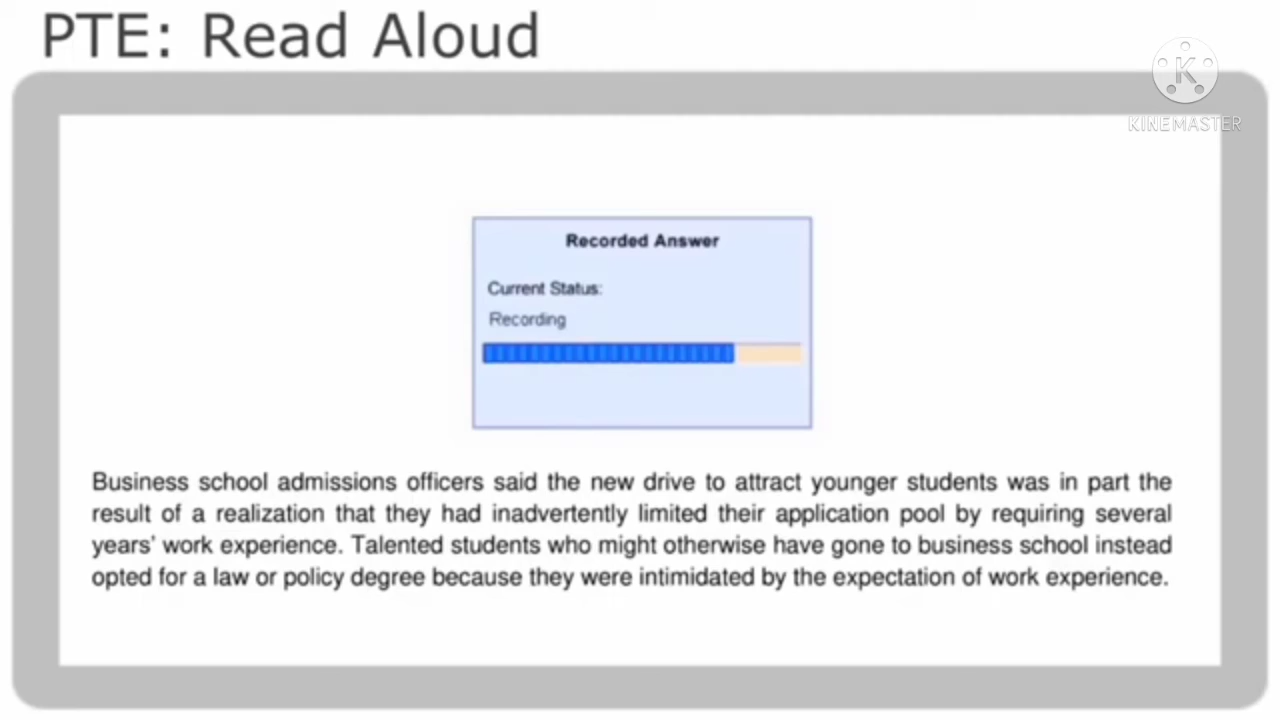 PTE: Read Aloud
K
KINEMASTER
Recorded Answer
Current Status:
Recording
Business school admissions officers said the new drive to attract younger students was in part the
result of a realization that they had inadvertently limited their application pool by requiring several
years' work experience. Talented students who might otherwise have gone to business school instead
opted for a law or policy degree because they were intimidated by the expectation of work experience.